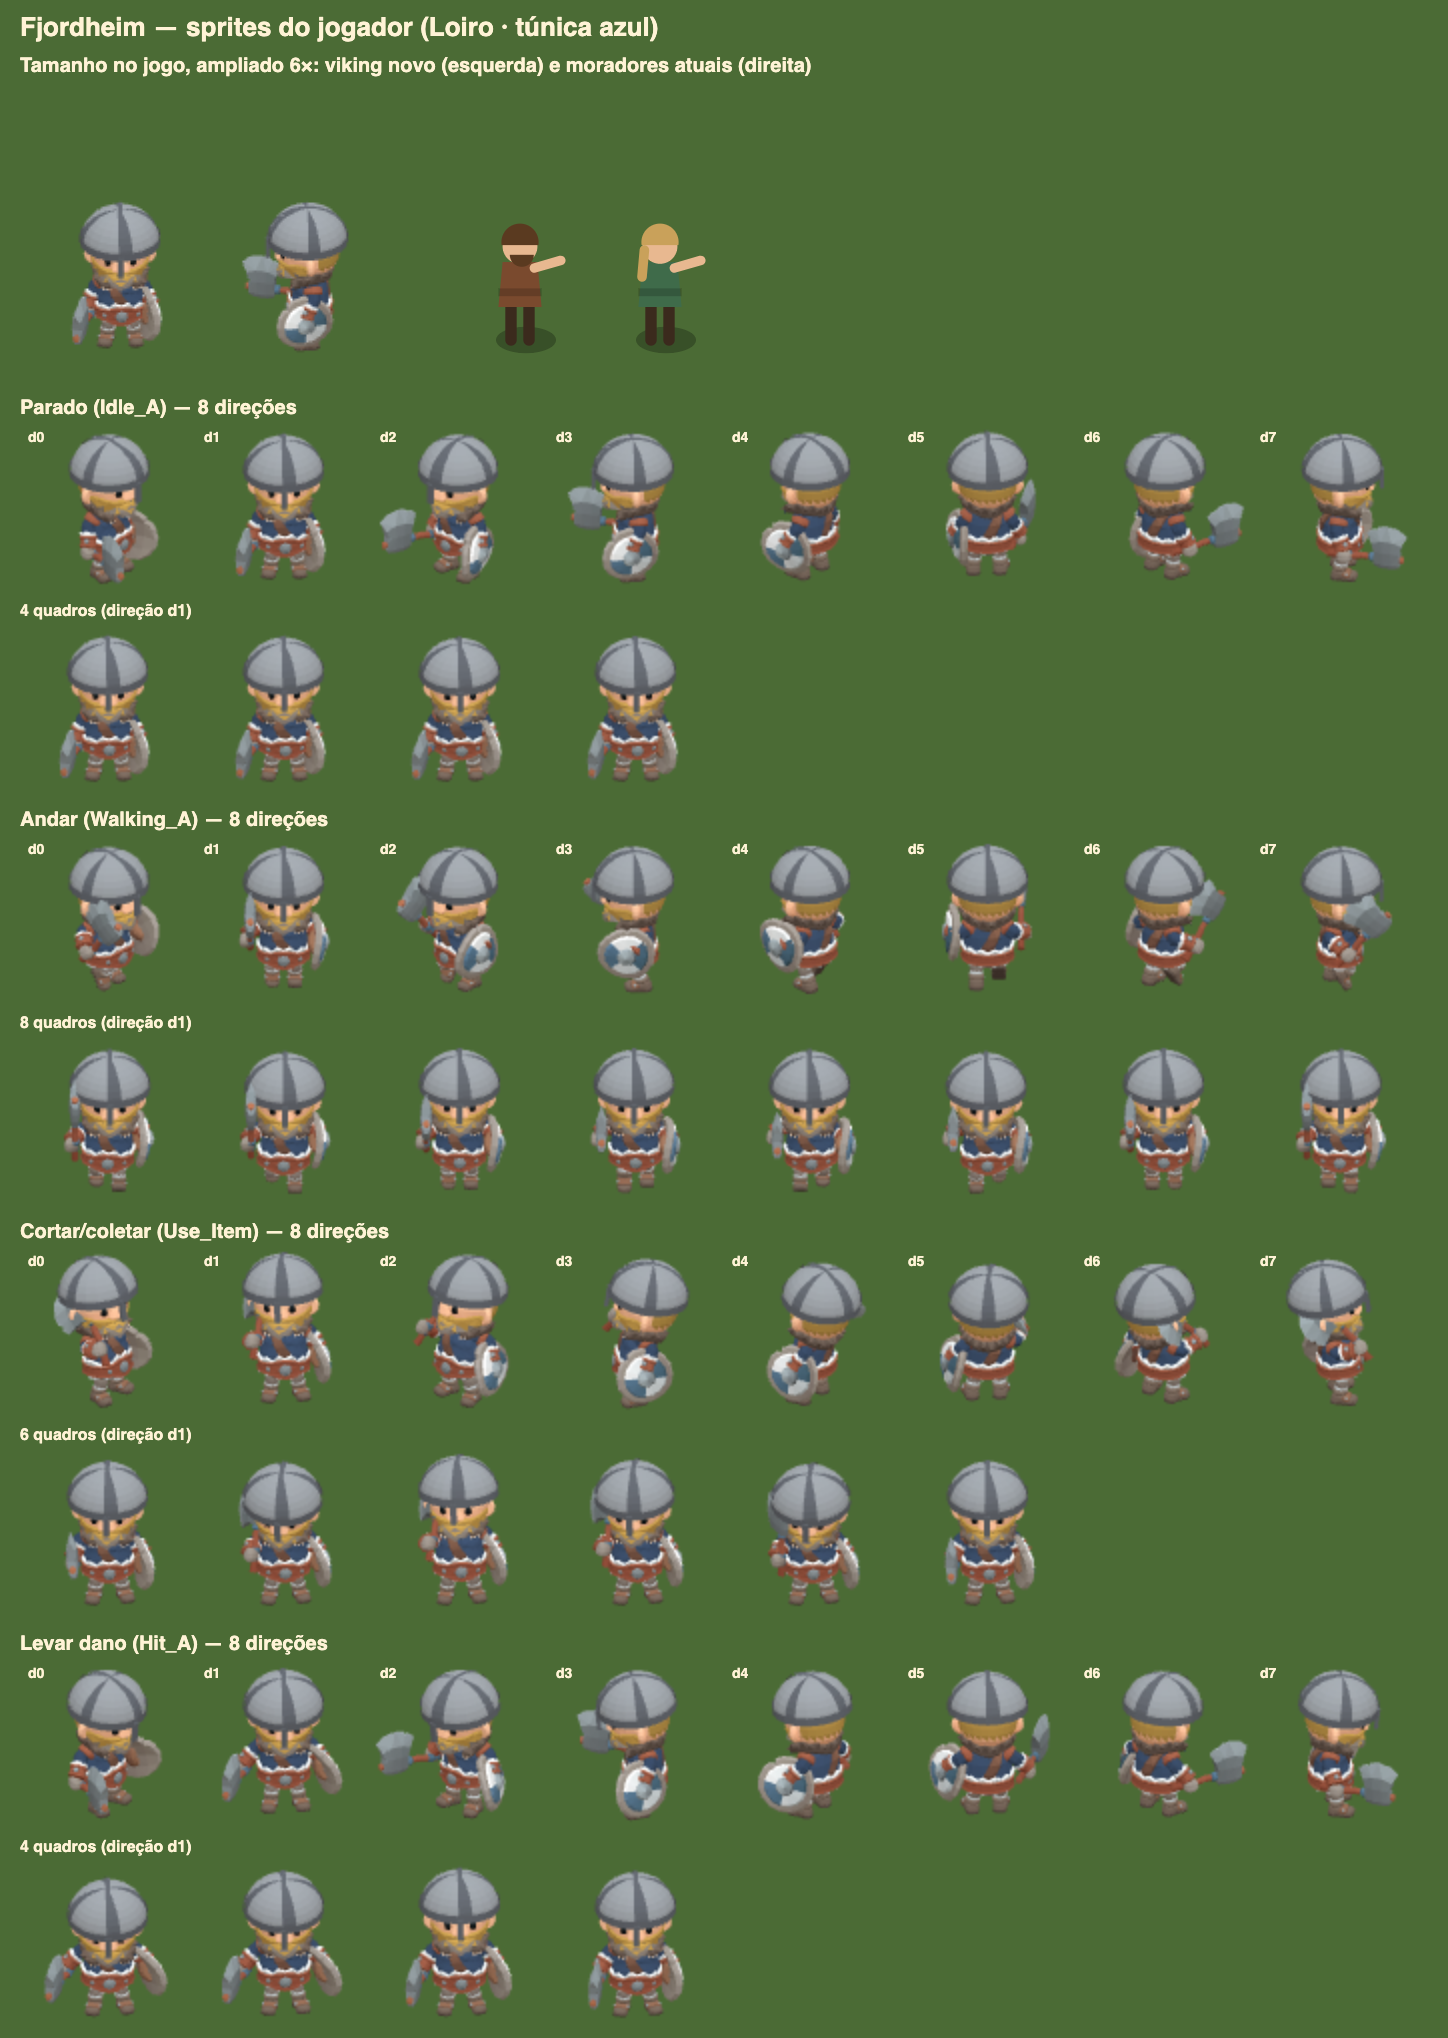 Fjordheim — sprites do jogador (Loiro · túnica azul)
Tamanho no jogo, ampliado 6×: viking novo (esquerda) e moradores atuais (direita)
Parado (Idle_A) — 8 direções
d0 d1 d2 d3 d4 d5 d6 d7
4 quadros (direção d1)
Andar (Walking_A) — 8 direções
d0 d1 d2 d3 d4 d5 d6 d7
8 quadros (direção d1)
Cortar/coletar (Use_Item) — 8 direções
d0 d1 d2 d3 d4 d5 d6 d7
6 quadros (direção d1)
Levar dano (Hit_A) — 8 direções
d0 d1 d2 d3 d4 d5 d6 d7
4 quadros (direção d1)